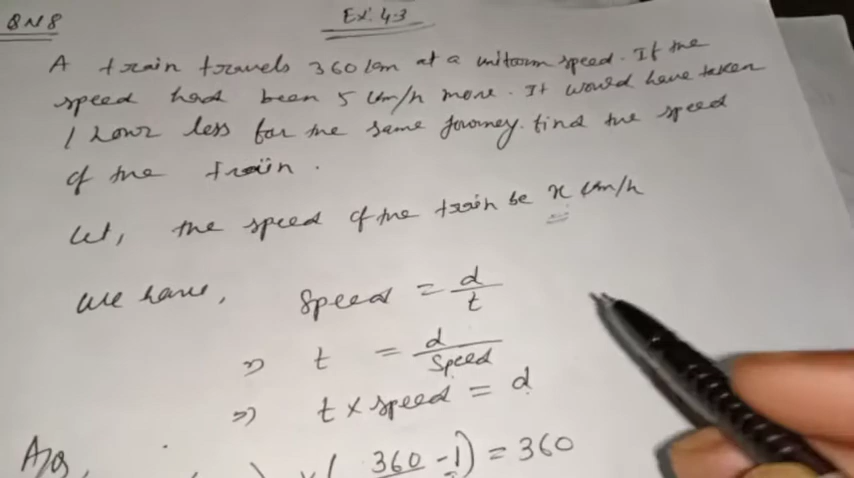 QN8
Ex: 4.3
A train travels 360 km at a uniform speed. If the
speed had been 5 km/h more. It would have taken
1 hour less for the same journey. find the speed
of the train.
Let, the speed of the train be x km/h
we have, speed = d/t
⇒ t = d/speed
⇒ t × speed = d
360 -1) = 360